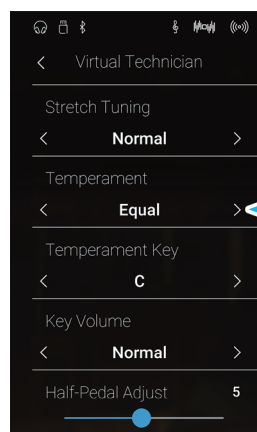 Virtual Technician
Stretch Tuning
Normal
Temperament
Equal
Temperament Key
C
Key Volume
Normal
Half-Pedal Adjust 5